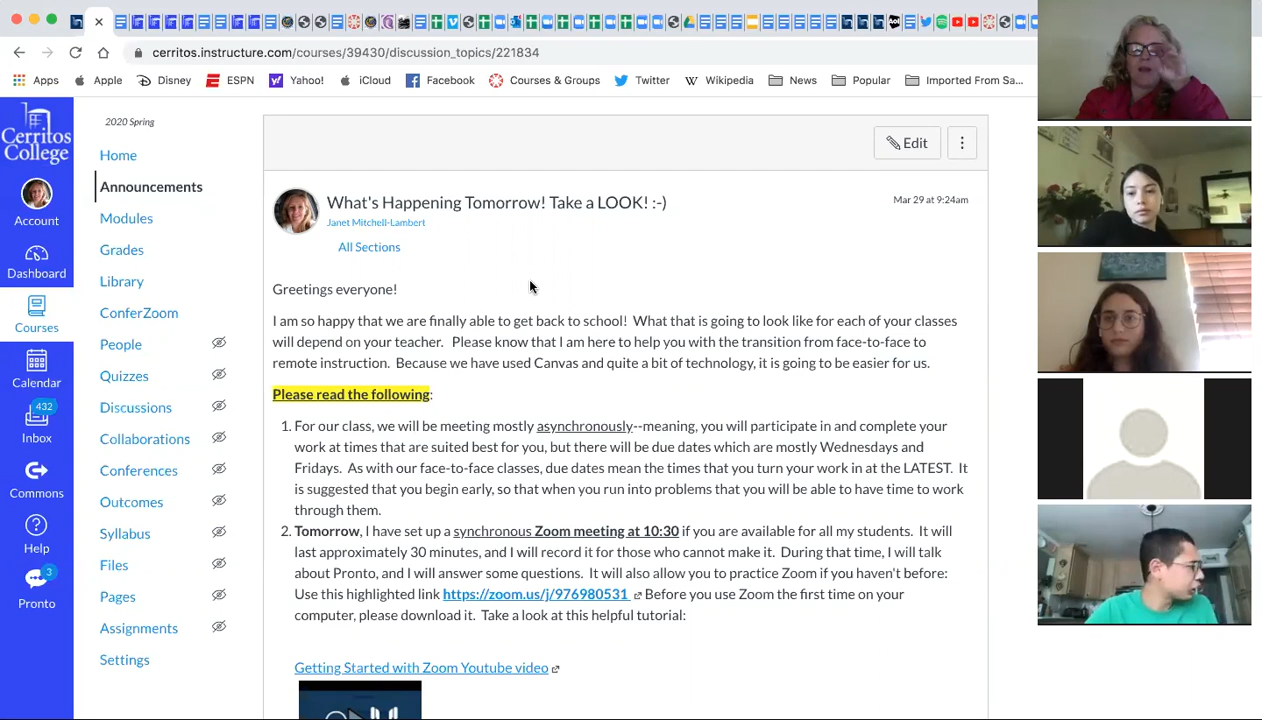 cerritos.instructure.com/courses/39430/discussion_topics/221834
Apps
Apple
Disney
ESPN
Yahoo!
iCloud
Facebook
Courses & Groups
Twitter
Wikipedia
News
Popular
Imported From Sa...
Cerritos
College
Account
Dashboard
Courses
Calendar
432
Inbox
Commons
Help
3
Pronto
2020 Spring
Home
Announcements
Modules
Grades
Library
ConferZoom
People
Quizzes
Discussions
Collaborations
Conferences
Outcomes
Syllabus
Files
Pages
Assignments
Settings
Edit
What's Happening Tomorrow! Take a LOOK! :-)
Mar 29 at 9:24am
Janet Mitchell-Lambert
All Sections
Greetings everyone!
I am so happy that we are finally able to get back to school!  What that is going to look like for each of your classes
will depend on your teacher.   Please know that I am here to help you with the transition from face-to-face to
remote instruction.  Because we have used Canvas and quite a bit of technology, it is going to be easier for us.
Please read the following:
1. For our class, we will be meeting mostly asynchronously--meaning, you will participate in and complete your
work at times that are suited best for you, but there will be due dates which are mostly Wednesdays and
Fridays.  As with our face-to-face classes, due dates mean the times that you turn your work in at the LATEST.  It
is suggested that you begin early, so that when you run into problems that you will be able to have time to work
through them.
2. Tomorrow, I have set up a synchronous Zoom meeting at 10:30 if you are available for all my students.  It will
last approximately 30 minutes, and I will record it for those who cannot make it.  During that time, I will talk
about Pronto, and I will answer some questions.  It will also allow you to practice Zoom if you haven't before:
Use this highlighted link https://zoom.us/j/976980531 Before you use Zoom the first time on your
computer, please download it.  Take a look at this helpful tutorial:
Getting Started with Zoom Youtube video